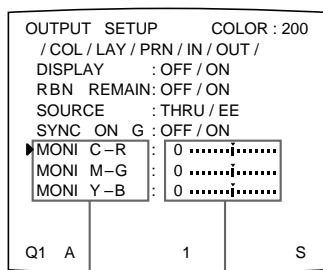 OUTPUT SETUP COLOR : 200
/ COL / LAY / PRN / IN / OUT /
DISPLAY : OFF / ON
RBN REMAIN : OFF / ON
SOURCE : THRU / EE
SYNC ON G : OFF / ON
MONI C–R : 0
MONI M–G : 0
MONI Y–B : 0
Q1 A 1 S